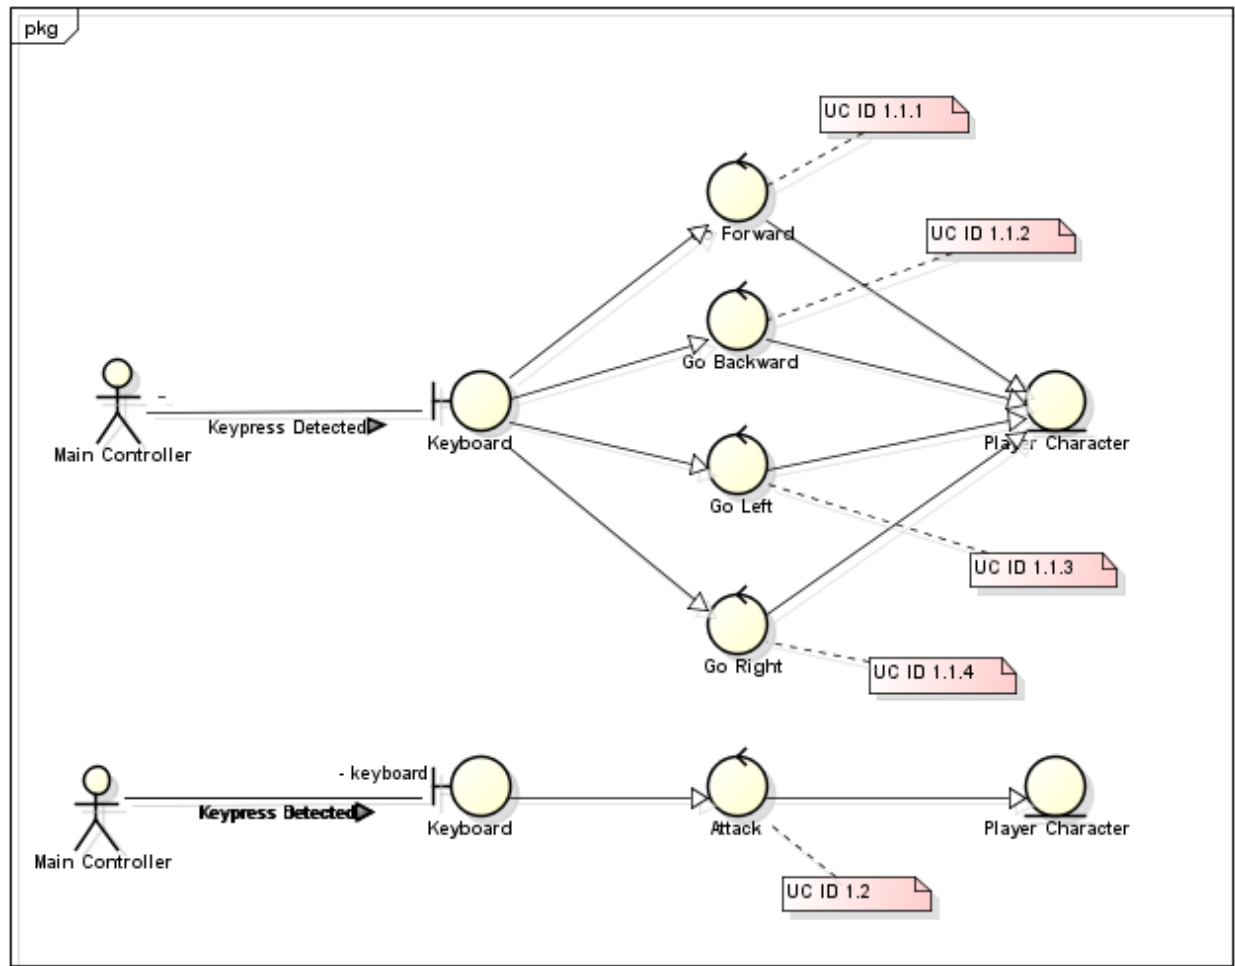 pkg
UC ID 1.1.1
Forward
UC ID 1.1.2
Go Backward
Keypress Detected
Main Controller
Keyboard
Player Character
Go Left
UC ID 1.1.3
Go Right
UC ID 1.1.4
- keyboard
Keypress Detected
Main Controller
Keyboard
Attack
Player Character
UC ID 1.2